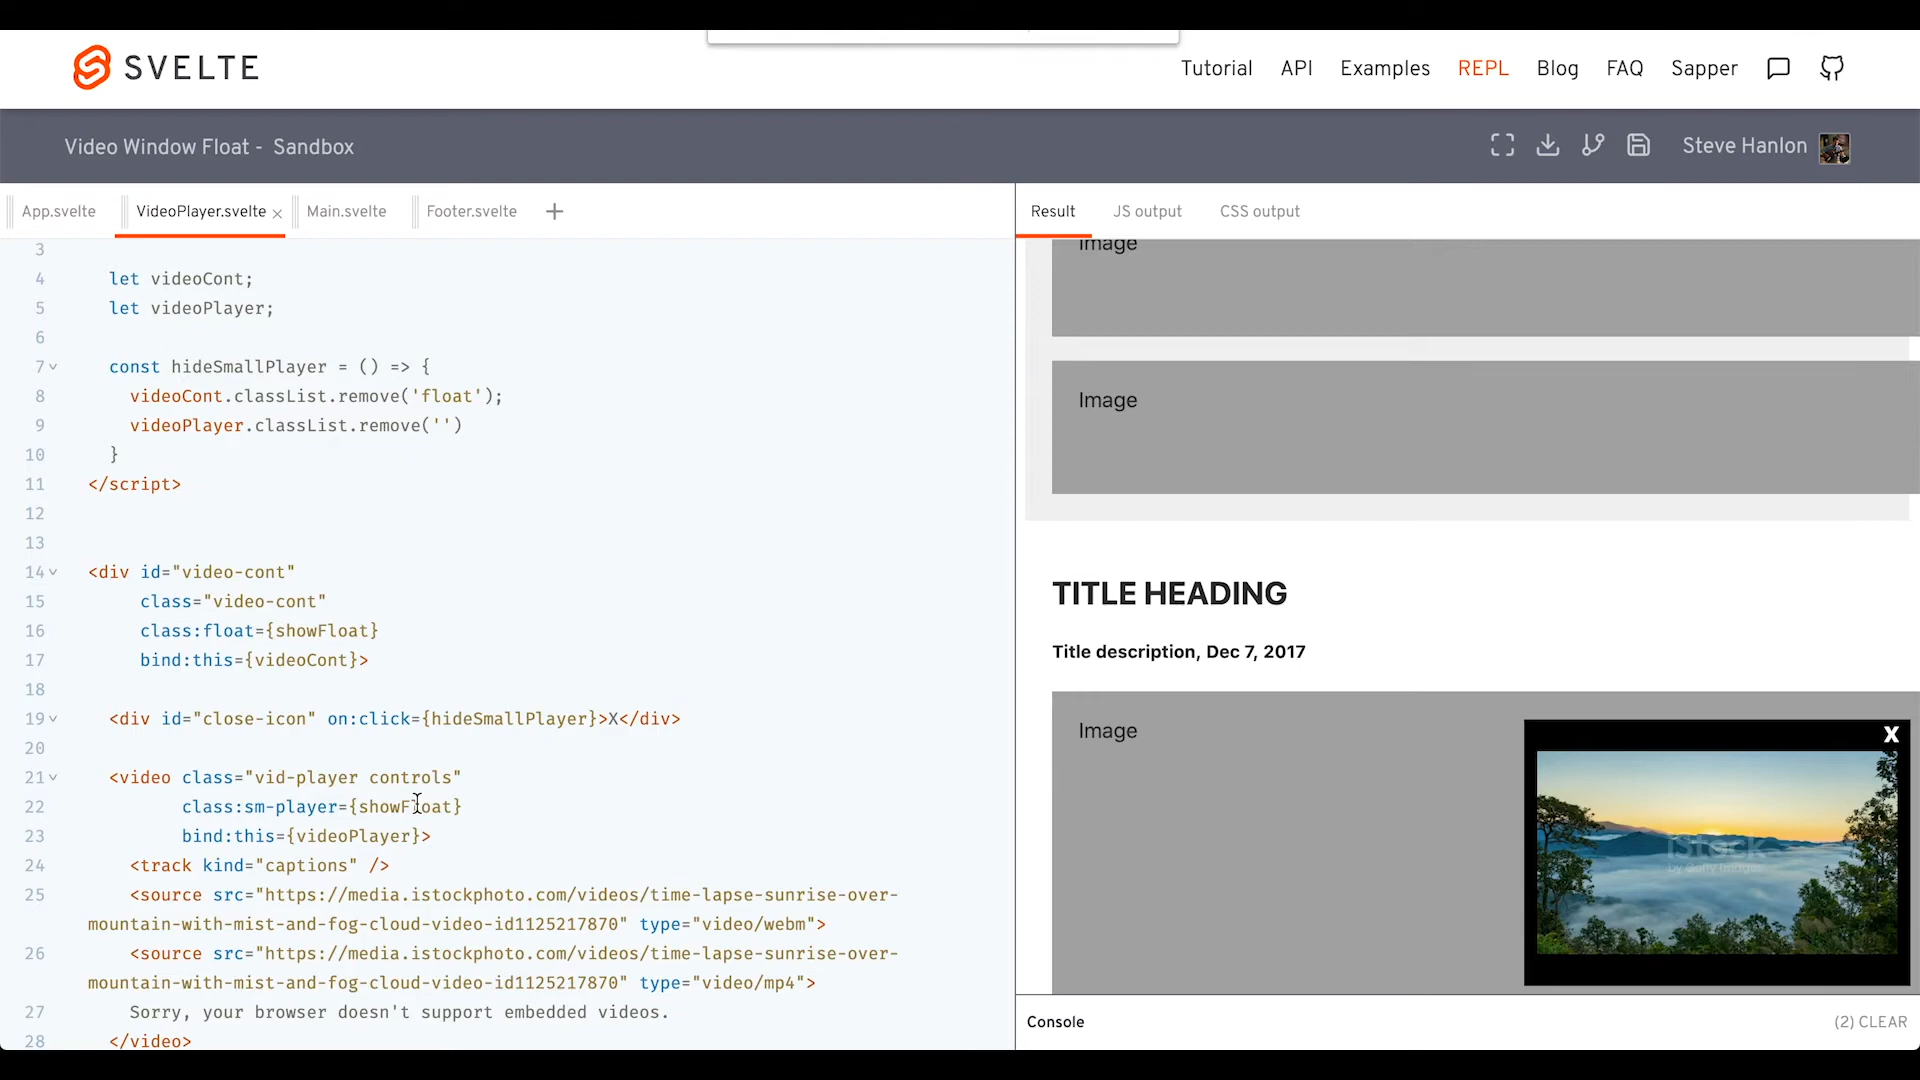 SVELTE
Tutorial API Examples REPL Blog FAQ Sapper
Video Window Float - Sandbox
Steve Hanlon
App.svelte VideoPlayer.svelte × Main.svelte Footer.svelte +
Result JS output CSS output
3
4 let videoCont;
5 let videoPlayer;
6
7 const hideSmallPlayer = () => {
8 videoCont.classList.remove('float');
9 videoPlayer.classList.remove('')
10 }
11 </script>
12
13
14 <div id="video-cont"
15 class="video-cont"
16 class:float={showFloat}
17 bind:this={videoCont}>
18
19 <div id="close-icon" on:click={hideSmallPlayer}>X</div>
20
21 <video class="vid-player controls"
22 class:sm-player={showFloat}
23 bind:this={videoPlayer}>
24 <track kind="captions" />
25 <source src="https://media.istockphoto.com/videos/time-lapse-sunrise-over-
mountain-with-mist-and-fog-cloud-video-id1125217870" type="video/webm">
26 <source src="https://media.istockphoto.com/videos/time-lapse-sunrise-over-
mountain-with-mist-and-fog-cloud-video-id1125217870" type="video/mp4">
27 Sorry, your browser doesn't support embedded videos.
28 </video>
Image
Image
TITLE HEADING
Title description, Dec 7, 2017
Image
X
iStock
by Getty Images
Console
(2) CLEAR